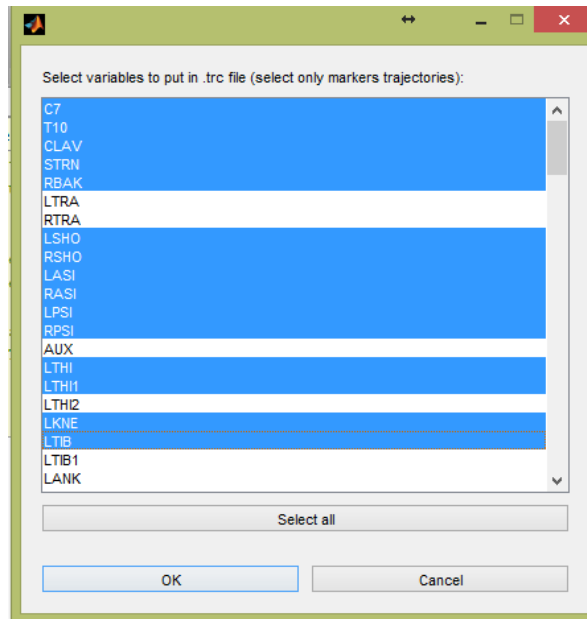 Select variables to put in .trc file (select only markers trajectories):
C7
T10
CLAV
STRN
RBAK
LTRA
RTRA
LSHO
RSHO
LASI
RASI
LPSI
RPSI
AUX
LTHI
LTHI1
LTHI2
LKNE
LTIB
LTIB1
LANK
Select all
OK
Cancel